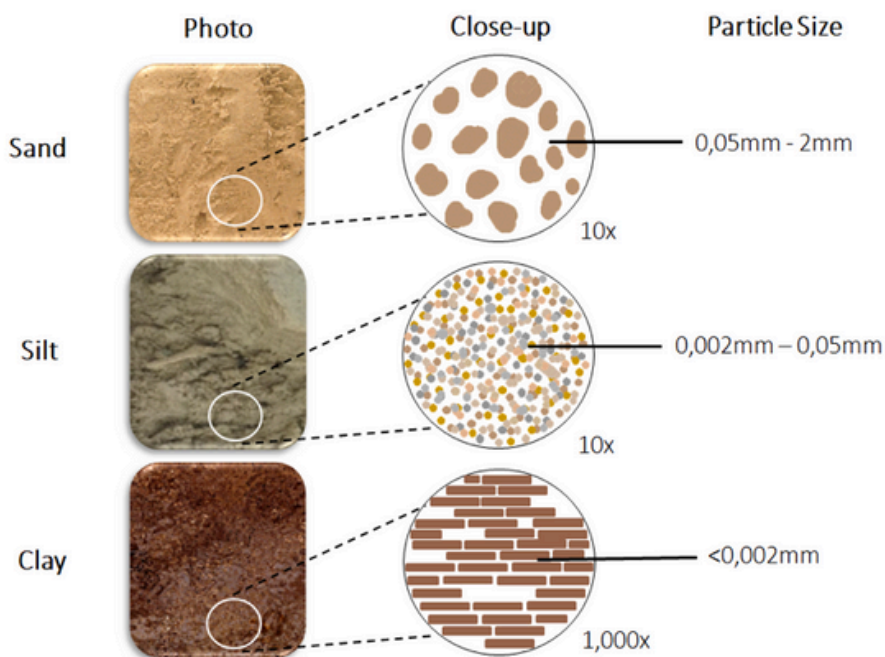 Photo Close-up Particle Size
Sand 0,05mm - 2mm
10x
Silt 0,002mm – 0,05mm
10x
Clay <0,002mm
1,000x